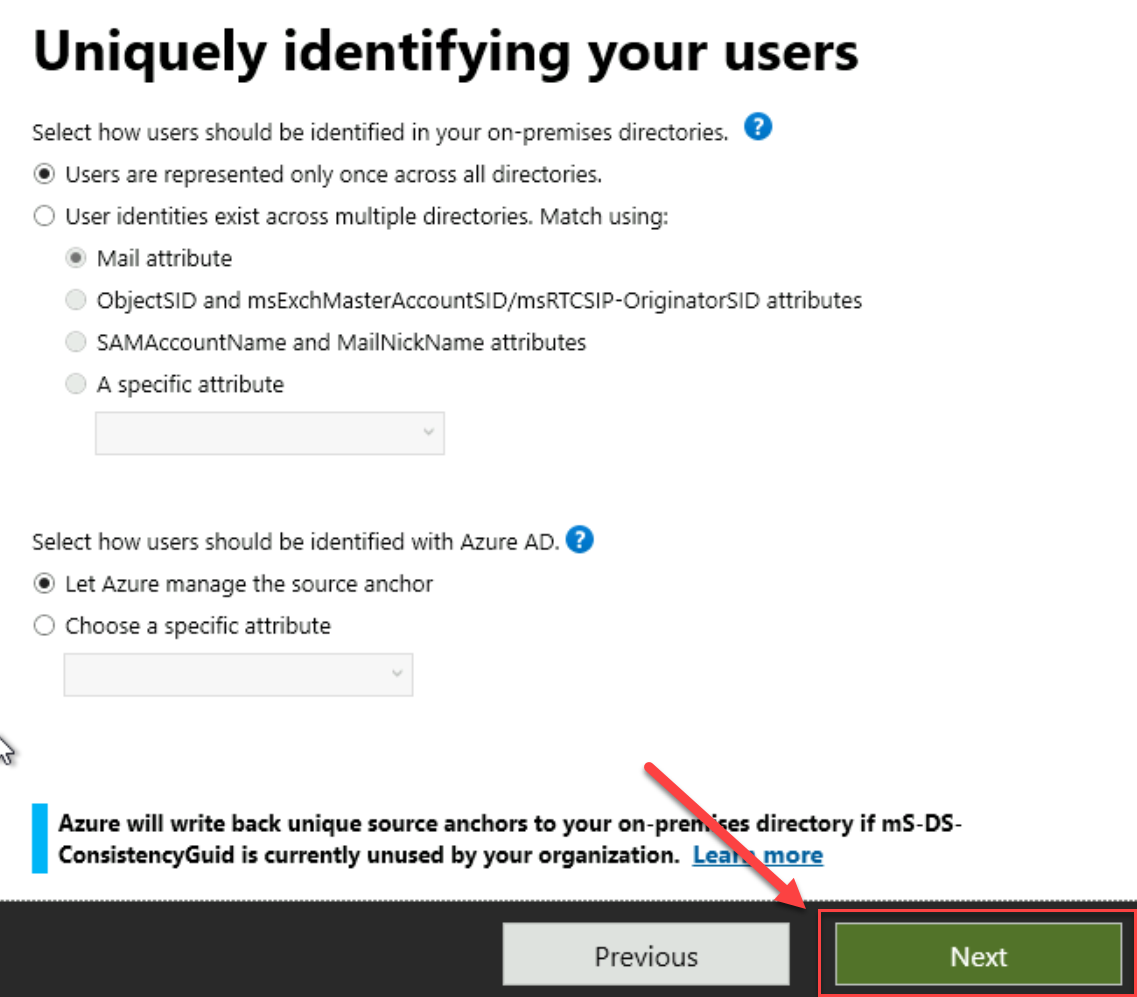 Uniquely identifying your users
Select how users should be identified in your on-premises directories. ?
Users are represented only once across all directories.
User identities exist across multiple directories. Match using:
Mail attribute
ObjectSID and msExchMasterAccountSID/msRTCSIP-OriginatorSID attributes
SAMAccountName and MailNickName attributes
A specific attribute
Select how users should be identified with Azure AD. ?
Let Azure manage the source anchor
Choose a specific attribute
Azure will write back unique source anchors to your on-premises directory if mS-DS-
ConsistencyGuid is currently unused by your organization. Learn more
Previous Next